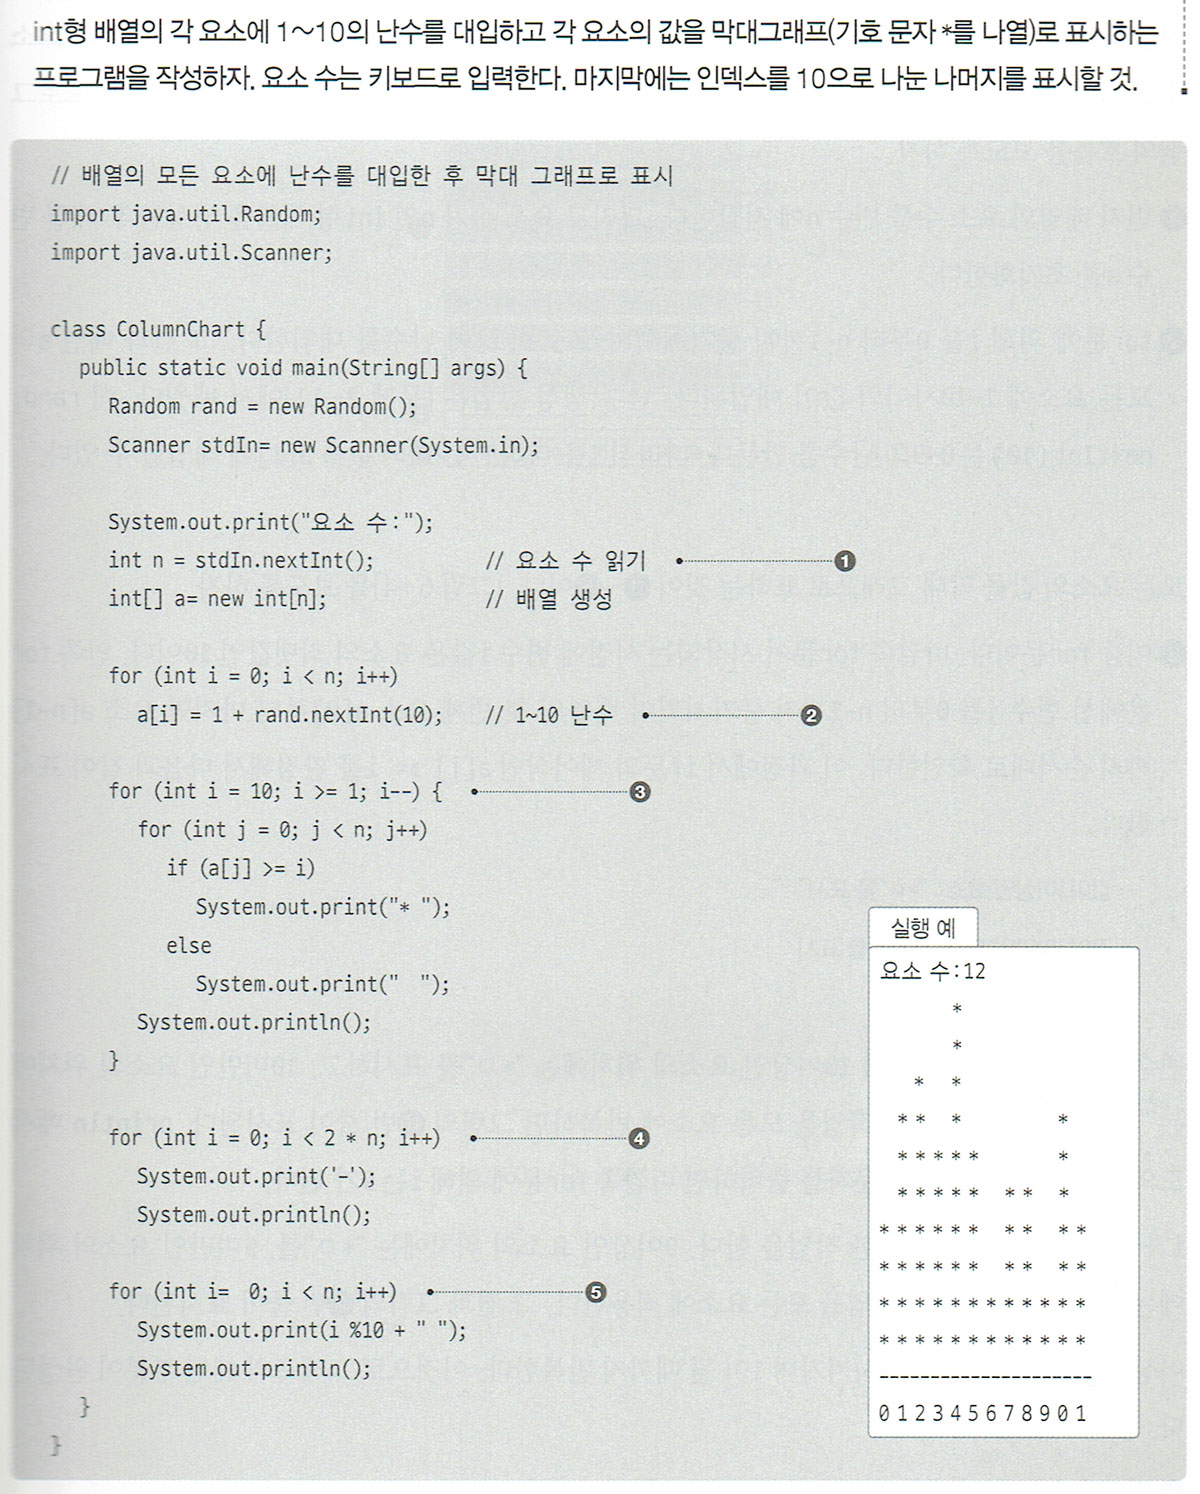 int형 배열의 각 요소에 1~10의 난수를 대입하고 각 요소의 값을 막대그래프(기호 문자 *를 나열)로 표시하는
프로그램을 작성하자. 요소 수는 키보드로 입력한다. 마지막에는 인덱스를 10으로 나눈 나머지를 표시할 것.
// 배열의 모든 요소에 난수를 대입한 후 막대 그래프로 표시
import java.util.Random;
import java.util.Scanner;
class ColumnChart {
public static void main(String[] args) {
Random rand = new Random();
Scanner stdIn= new Scanner(System.in);
System.out.print("요소 수:");
int n = stdIn.nextInt(); // 요소 수 읽기 ❶
int[] a= new int[n]; // 배열 생성
for (int i = 0; i < n; i++)
a[i] = 1 + rand.nextInt(10); // 1~10 난수 ❷
for (int i = 10; i >= 1; i--) { ❸
for (int j = 0; j < n; j++)
if (a[j] >= i)
System.out.print("* ");
else
System.out.print("  ");
System.out.println();
}
for (int i = 0; i < 2 * n; i++) ❹
System.out.print('-');
System.out.println();
for (int i=  0; i < n; i++) ❺
System.out.print(i %10 + " ");
System.out.println();
}
}
실행 예
요소 수:12
*
*
* *
* * * *
* * * * * *
* * * * * * * *
* * * * * * * * * *
* * * * * * * * * *
* * * * * * * * * * * *
* * * * * * * * * * * *
---------------------
0 1 2 3 4 5 6 7 8 9 0 1